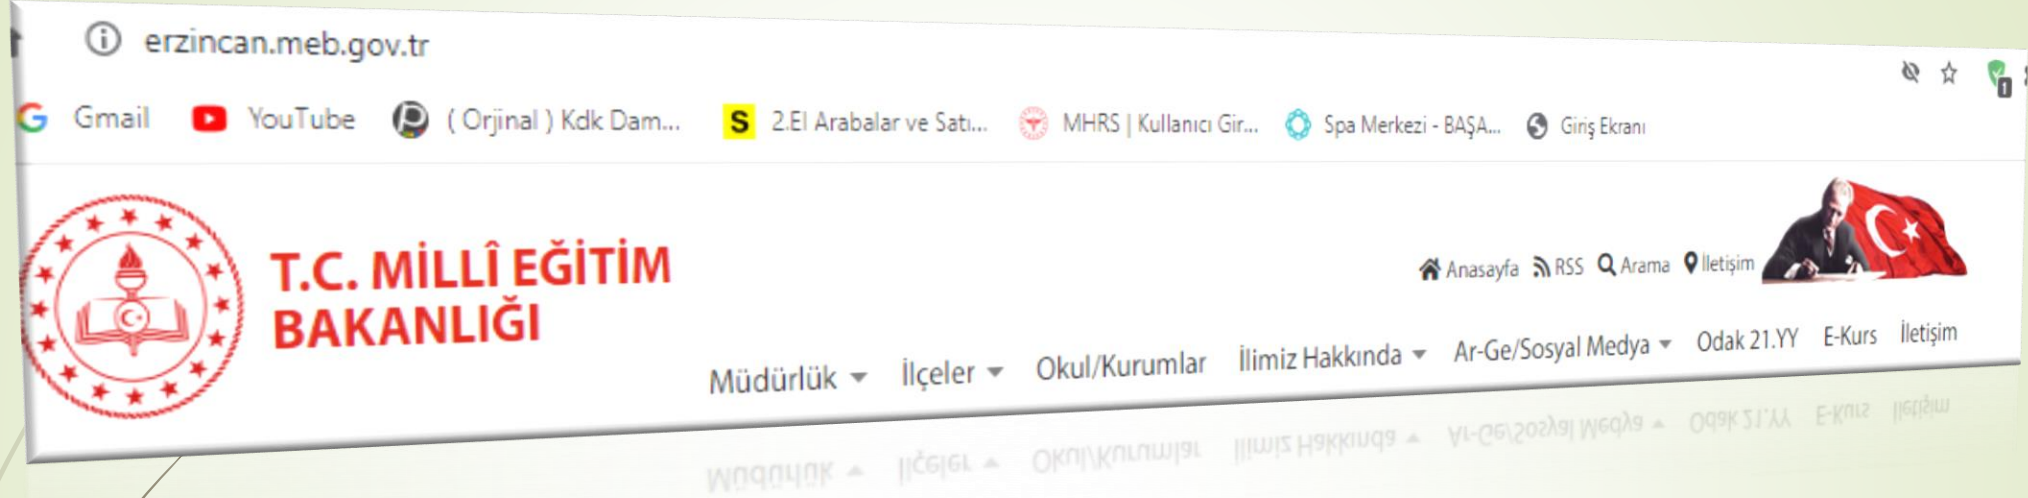 erzincan.meb.gov.tr
Gmail YouTube ( Orjinal ) Kdk Dam... S 2.El Arabalar ve Satı... MHRS | Kullanıcı Gir... Spa Merkezi - BAŞA... Giriş Ekranı
1
T.C. MİLLÎ EĞİTİM
BAKANLIĞI
Anasayfa RSS Arama İletişim
Müdürlük İlçeler Okul/Kurumlar İlimiz Hakkında Ar-Ge/Sosyal Medya Odak 21.YY E-Kurs İletişim